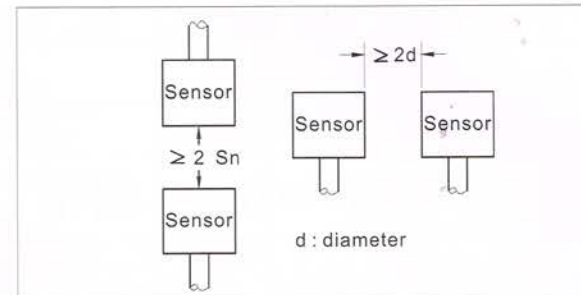 Sensor
≥ 2 Sn
Sensor
≥ 2d
Sensor
Sensor
d : diameter